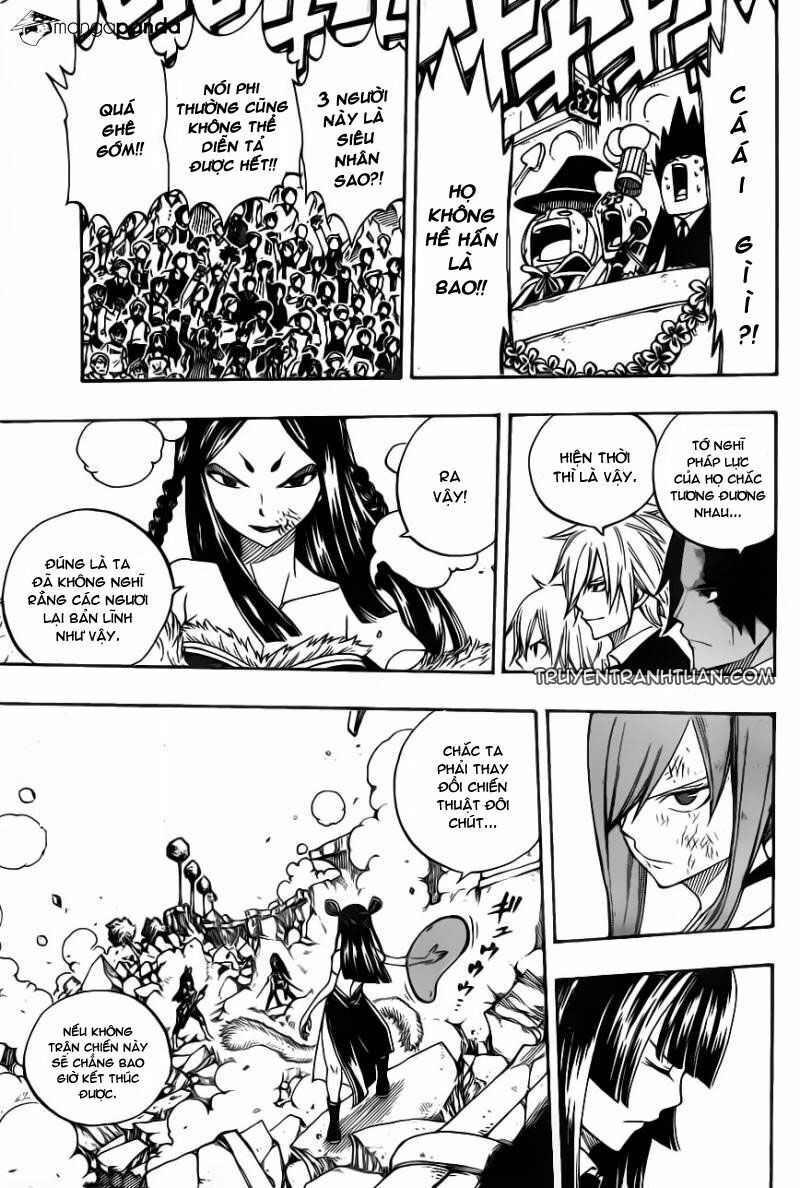 CÁÁI
GÌÌ
?!
HỌ
KHÔNG
HỀ HẤN
LÀ
BAO!!
3 NGƯỜI
NÀY LÀ
SIÊU
NHÂN
SAO?!
NÓI PHI
THƯỜNG CŨNG
KHÔNG THỂ
DIỄN TẢ
ĐƯỢC HẾT!!
QUÁ
GHÊ
GỚM!!
mangapanda
TỚ NGHĨ
PHÁP LỰC
CỦA HỌ CHẮC
TƯƠNG ĐƯƠNG
NHAU...
HIỆN THỜI
THÌ LÀ VẬY.
RA
VẬY!
ĐÚNG LÀ TA
ĐÃ KHÔNG NGHĨ
RẰNG CÁC NGƯƠI
LẠI BẢN LĨNH
NHƯ VẬY.
TRUYENTRANHTUAN.COM
CHẮC TA
PHẢI THAY
ĐỔI CHIẾN
THUẬT ĐÔI
CHÚT...
NẾU KHÔNG
TRẬN CHIẾN NÀY
SẼ CHẲNG BAO
GIỜ KẾT THÚC
ĐƯỢC.